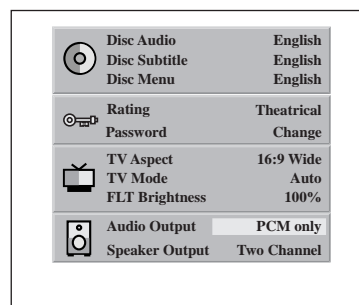 Disc Audio English
Disc Subtitle English
Disc Menu English
Rating Theatrical
Password Change
TV Aspect 16:9 Wide
TV Mode Auto
FLT Brightness 100%
Audio Output PCM only
Speaker Output Two Channel